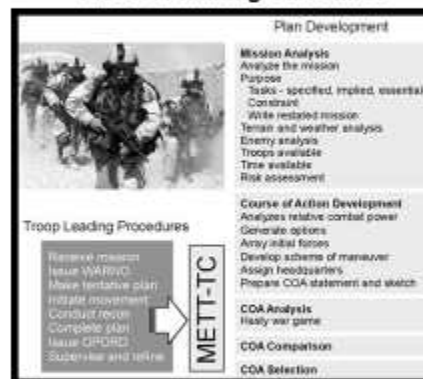 Plan Development
Mission Analysis
Analyze the mission
Purpose
Tasks - specified, implied, essential
Constraint
Write restated mission
Terrain and weather analysis
Enemy analysis
Troops available
Time available
Risk assessment
Course of Action Development
Analyzes relative combat power
Generate options
Array initial forces
Develop scheme of maneuver
Assign headquarters
Prepare COA statement and sketch
COA Analysis
Hasty war game
COA Comparison
COA Selection
Troop Leading Procedures
Receive mission
Issue WARNO
Make tentative plan
Initiate movement
Conduct recon
Complete plan
Issue OPORD
Supervise and refine
METT-TC